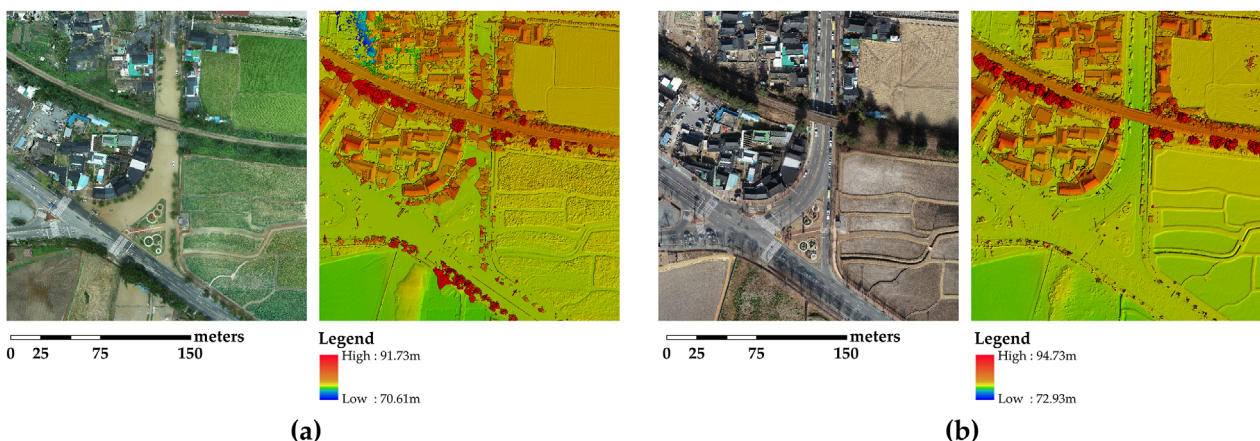 meters
0 25 75 150
Legend
High : 91.73m
Low : 70.61m
(a)
meters
0 25 75 150
Legend
High : 94.73m
Low : 72.93m
(b)